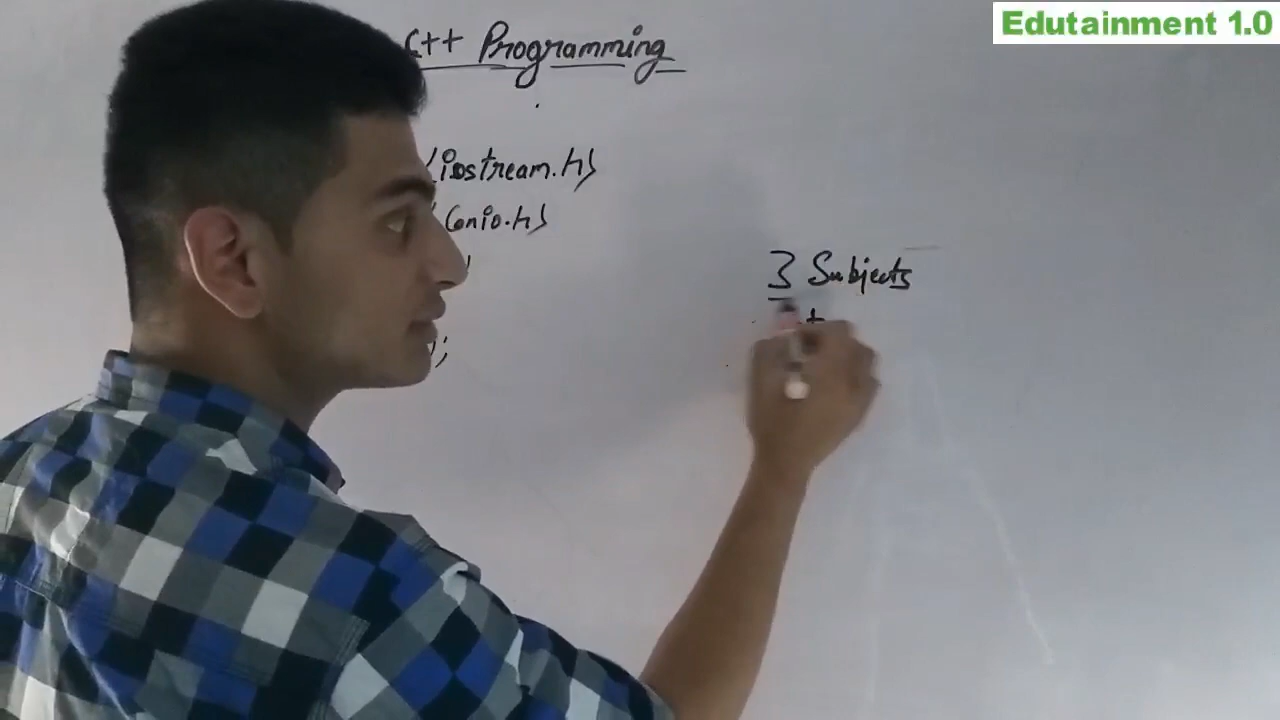 Edutainment 1.0
C++ Programming
<iostream.h>
<conio.h>
);
3 Subjects
+